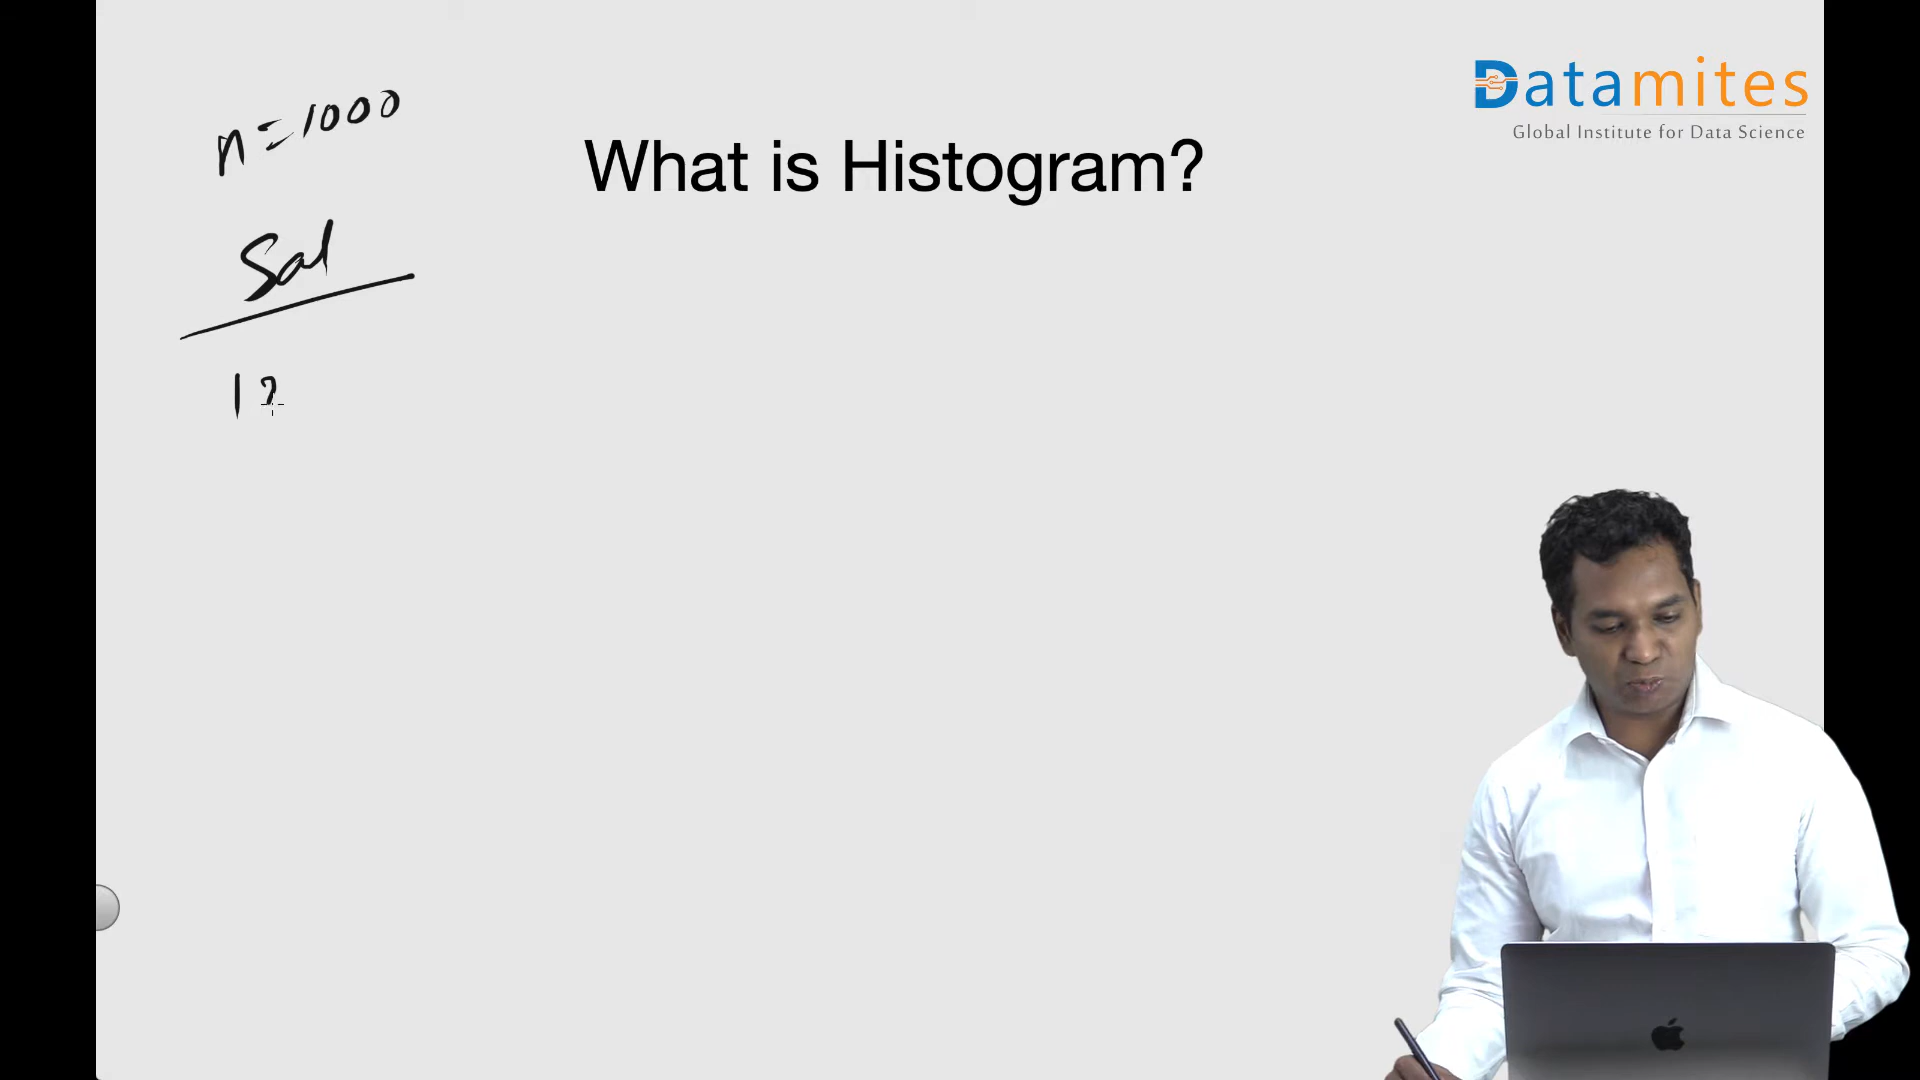 n=1000
Datamites
Global Institute for Data Science
What is Histogram?
Sal